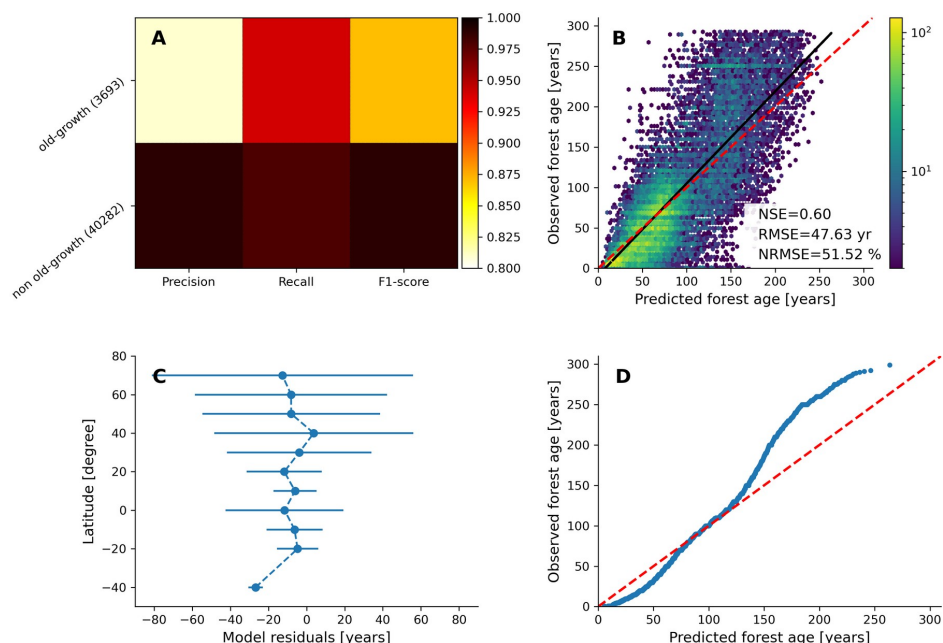 A
old-growth (3693)
non old-growth (40282)
Precision
Recall
F1-score
1.000
0.975
0.950
0.925
0.900
0.875
0.850
0.825
0.800
B
Observed forest age [years]
300
250
200
150
100
50
0
NSE=0.60
RMSE=47.63 yr
NRMSE=51.52 %
0 50 100 150 200 250 300
Predicted forest age [years]
10²
10¹
C
Latitude [degree]
80
60
40
20
0
−20
−40
−80 −60 −40 −20 0 20 40 60 80
Model residuals [years]
D
Observed forest age [years]
300
250
200
150
100
50
0
0 50 100 150 200 250 300
Predicted forest age [years]